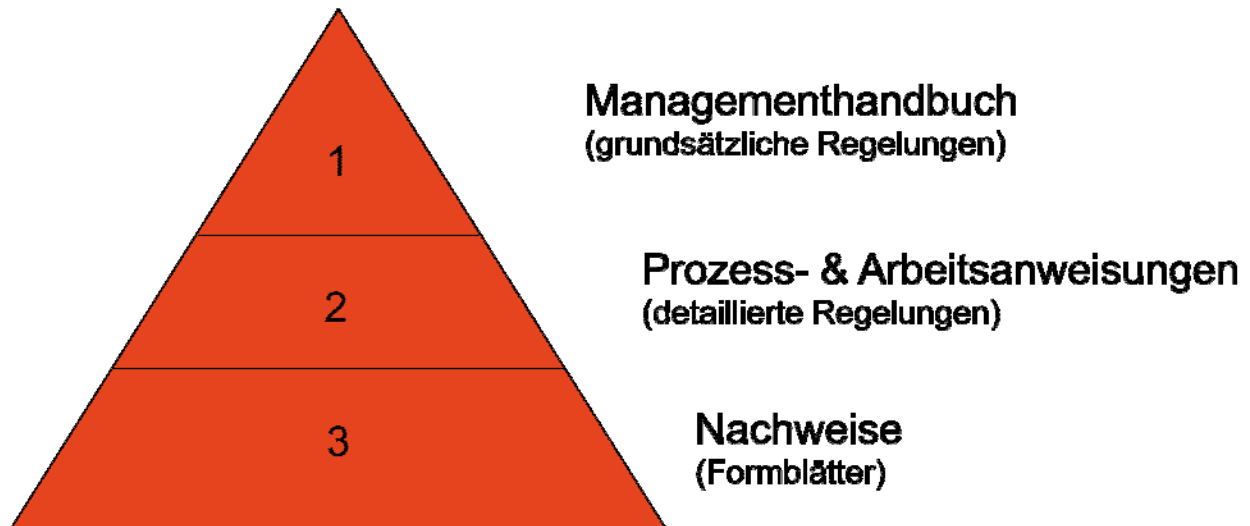 Managementhandbuch
(grundsätzliche Regelungen)
1
Prozess- & Arbeitsanweisungen
(detaillierte Regelungen)
2
Nachweise
(Formblätter)
3